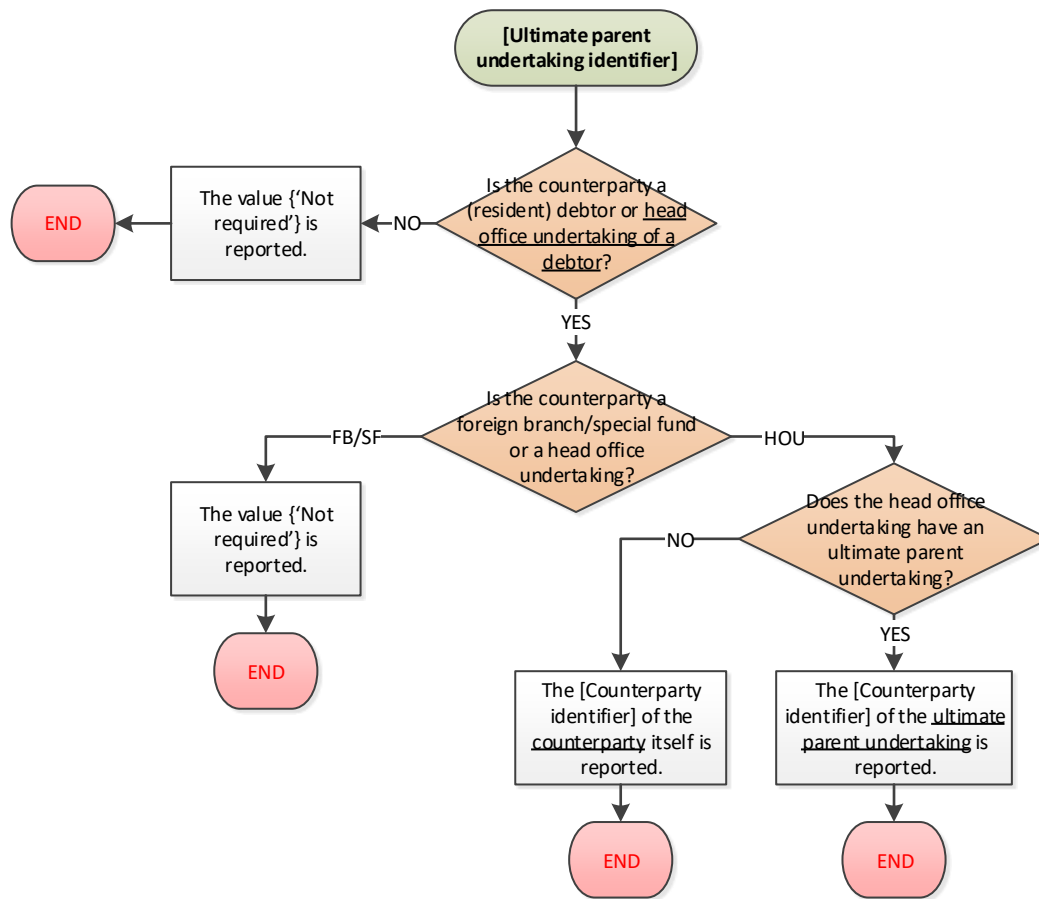 [Ultimate parent
undertaking identifier]
Is the counterparty a
(resident) debtor or head
office undertaking of a
debtor?
NO
The value {‘Not
required’} is
reported.
END
YES
Is the counterparty a
foreign branch/special fund
or a head office
undertaking?
FB/SF
HOU
The value {‘Not
required’} is
reported.
END
Does the head office
undertaking have an
ultimate parent
undertaking?
NO
YES
The [Counterparty
identifier] of the
counterparty itself is
reported.
END
The [Counterparty
identifier] of the ultimate
parent undertaking is
reported.
END